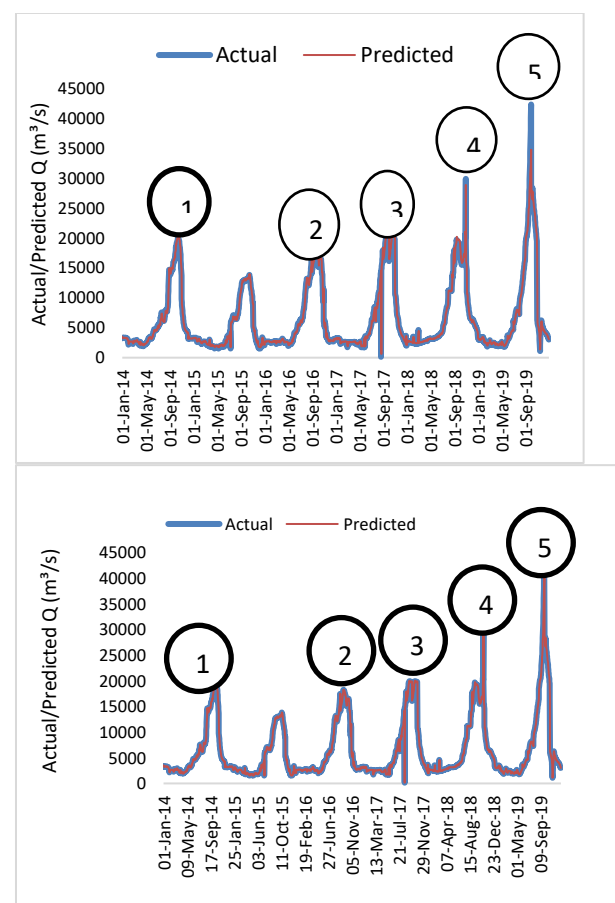 Actual Predicted
Actual/Predicted Q (m³/s)
45000
40000
35000
30000
25000
20000
15000
10000
5000
0
1
2
3
4
5
01-Jan-14
01-May-14
01-Sep-14
01-Jan-15
01-May-15
01-Sep-15
01-Jan-16
01-May-16
01-Sep-16
01-Jan-17
01-May-17
01-Sep-17
01-Jan-18
01-May-18
01-Sep-18
01-Jan-19
01-May-19
01-Sep-19
Actual Predicted
Actual/Predicted Q (m³/s)
45000
40000
35000
30000
25000
20000
15000
10000
5000
0
1
2
3
4
5
01-Jan-14
09-May-14
17-Sep-14
25-Jan-15
03-Jun-15
11-Oct-15
19-Feb-16
27-Jun-16
05-Nov-16
13-Mar-17
21-Jul-17
29-Nov-17
07-Apr-18
15-Aug-18
23-Dec-18
01-May-19
09-Sep-19